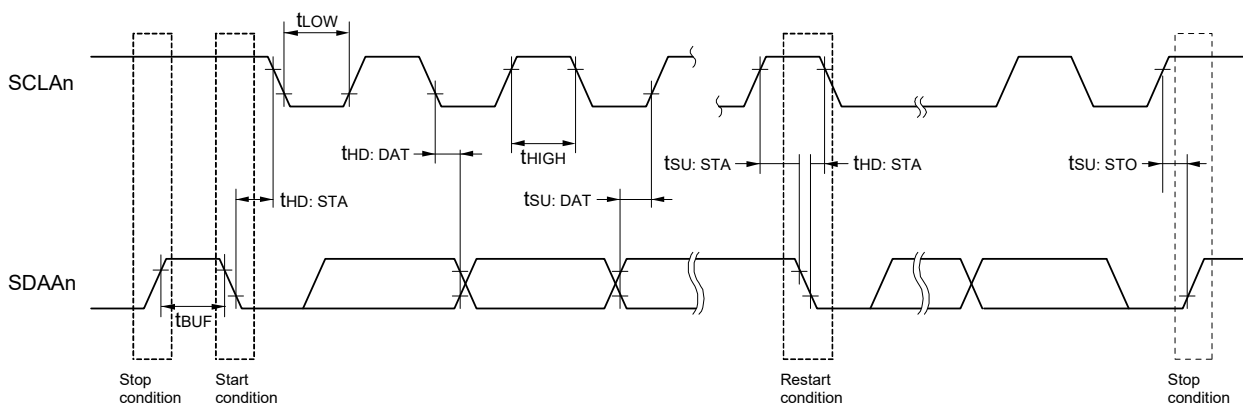 tLOW
SCLAn
tHD: DAT
tHIGH
tSU: STA
tHD: STA
tSU: STO
tHD: STA
tSU: DAT
SDAAn
tBUF
Stop
condition
Start
condition
Restart
condition
Stop
condition